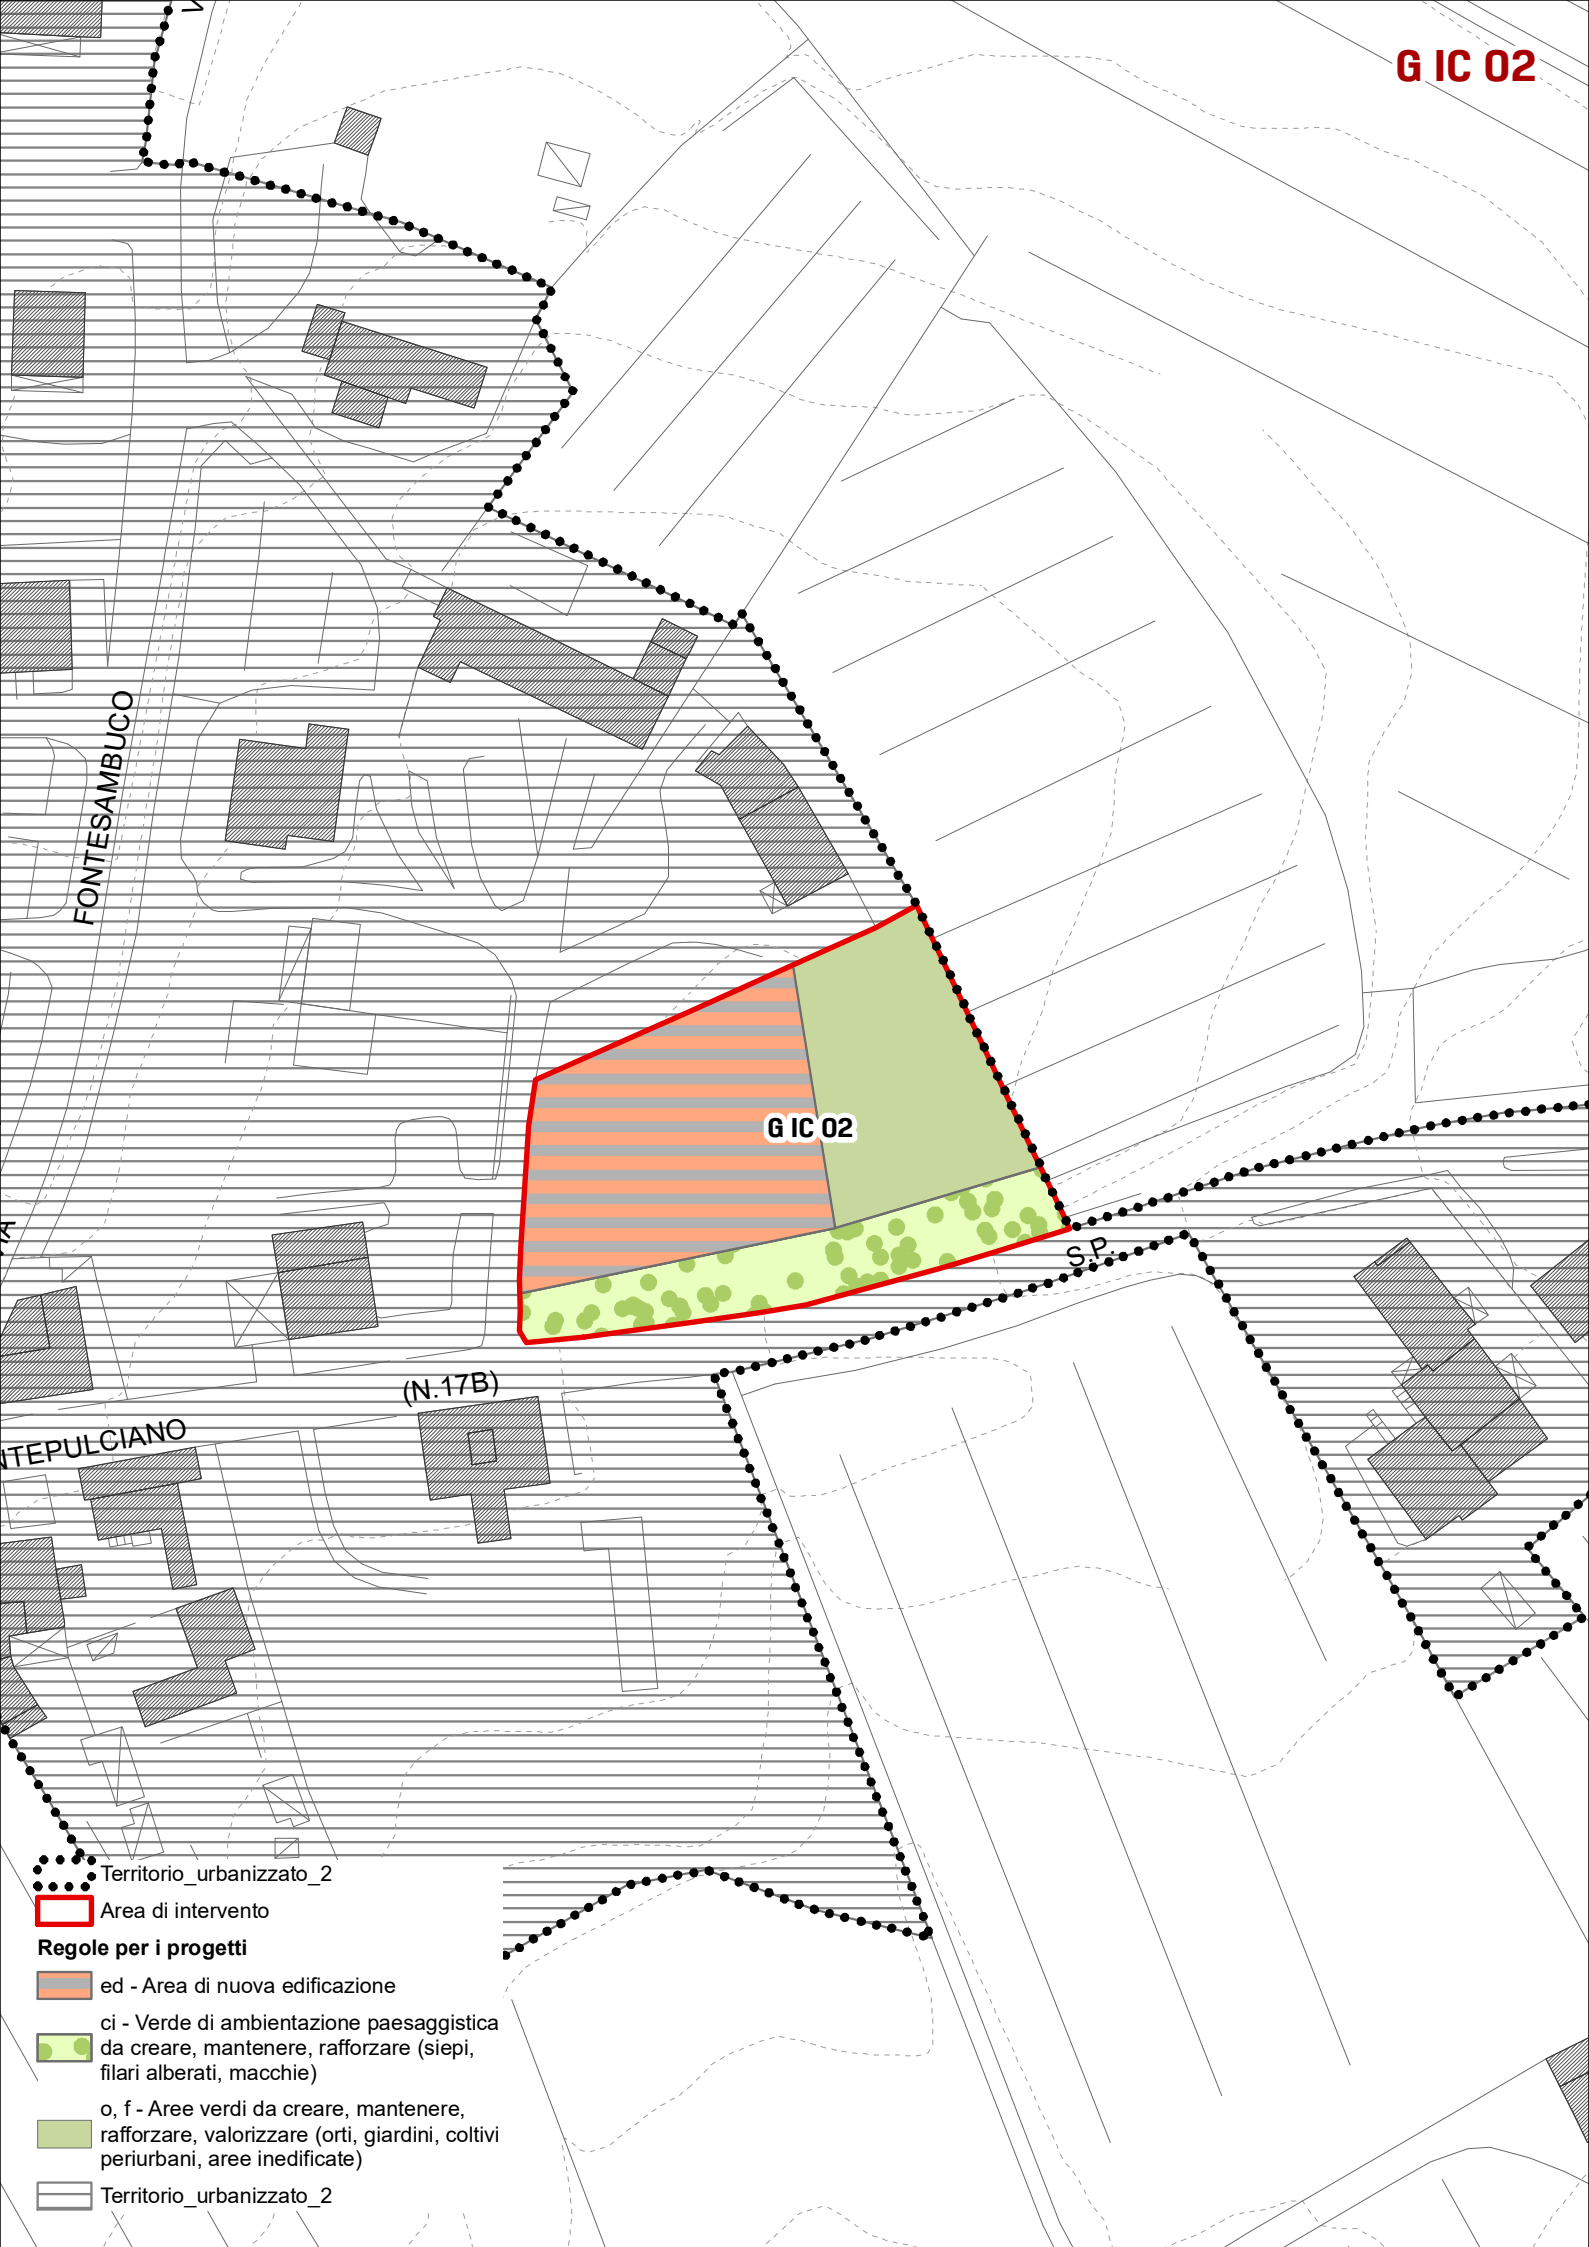 G IC 02
FONTESAMBUCO
G IC 02
S.P.
(N.17B)
NTEPULCIANO
Territorio_urbanizzato_2
Area di intervento
Regole per i progetti
ed - Area di nuova edificazione
ci - Verde di ambientazione paesaggistica
da creare, mantenere, rafforzare (siepi,
filari alberati, macchie)
o, f - Aree verdi da creare, mantenere,
rafforzare, valorizzare (orti, giardini, coltivi
periurbani, aree inedificate)
Territorio_urbanizzato_2